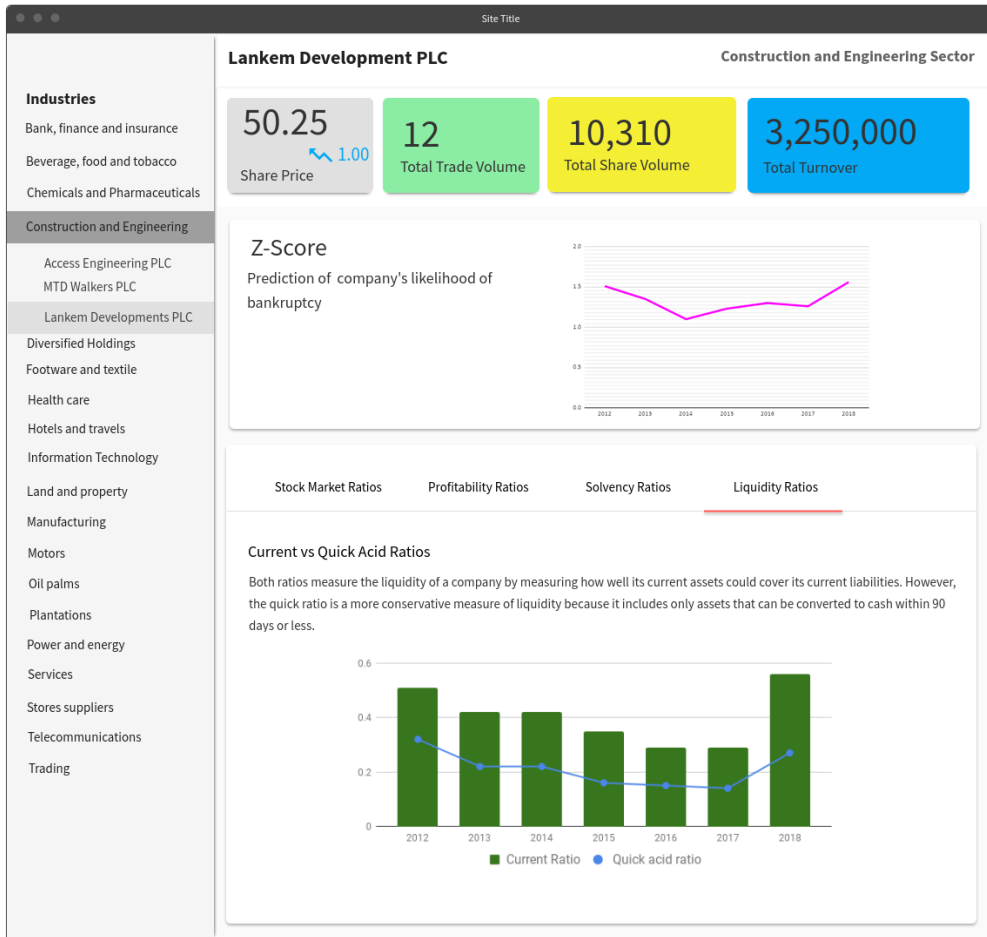 Site Title
Lankem Development PLC
Construction and Engineering Sector
Industries
Bank, finance and insurance
Beverage, food and tobacco
Chemicals and Pharmaceuticals
Construction and Engineering
Access Engineering PLC
MTD Walkers PLC
Lankem Developments PLC
Diversified Holdings
Footware and textile
Health care
Hotels and travels
Information Technology
Land and property
Manufacturing
Motors
Oil palms
Plantations
Power and energy
Services
Stores suppliers
Telecommunications
Trading
50.25
1.00
Share Price
12
Total Trade Volume
10,310
Total Share Volume
3,250,000
Total Turnover
Z-Score
Prediction of company's likelihood of
bankruptcy
2.0
1.5
1.0
0.5
0.0
2012 2013 2014 2015 2016 2017 2018
Stock Market Ratios Profitability Ratios Solvency Ratios Liquidity Ratios
Current vs Quick Acid Ratios
Both ratios measure the liquidity of a company by measuring how well its current assets could cover its current liabilities. However,
the quick ratio is a more conservative measure of liquidity because it includes only assets that can be converted to cash within 90
days or less.
0.6
0.4
0.2
0
2012 2013 2014 2015 2016 2017 2018
Current Ratio Quick acid ratio